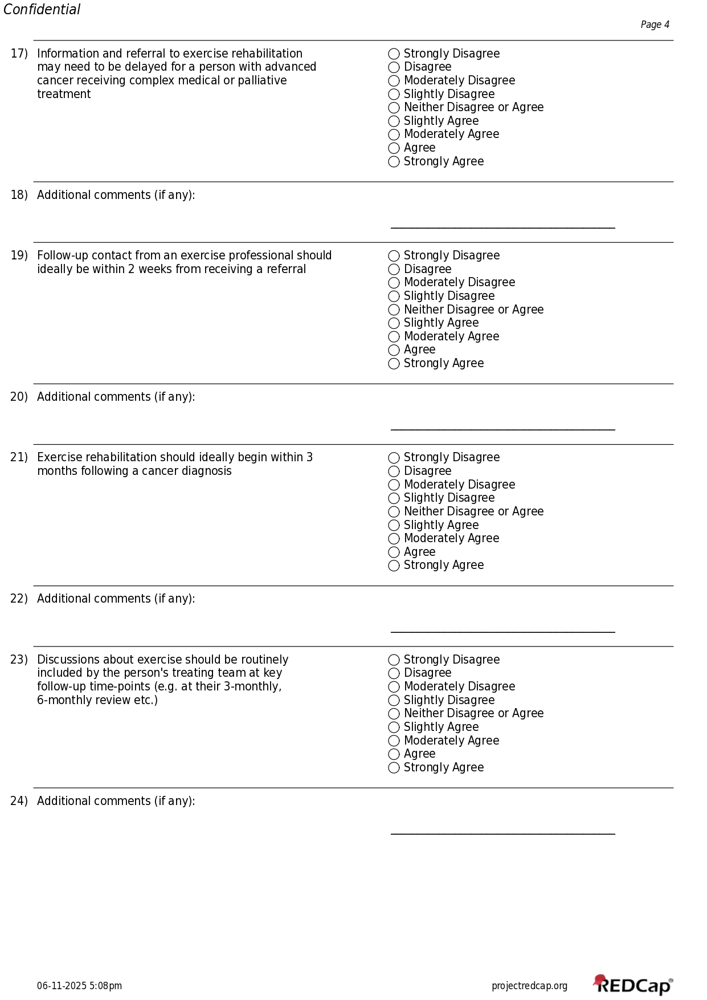 Confidential
Page 4
17) Information and referral to exercise rehabilitation
may need to be delayed for a person with advanced
cancer receiving complex medical or palliative
treatment
Strongly Disagree
Disagree
Moderately Disagree
Slightly Disagree
Neither Disagree or Agree
Slightly Agree
Moderately Agree
Agree
Strongly Agree
18) Additional comments (if any):
19) Follow-up contact from an exercise professional should
ideally be within 2 weeks from receiving a referral
Strongly Disagree
Disagree
Moderately Disagree
Slightly Disagree
Neither Disagree or Agree
Slightly Agree
Moderately Agree
Agree
Strongly Agree
20) Additional comments (if any):
21) Exercise rehabilitation should ideally begin within 3
months following a cancer diagnosis
Strongly Disagree
Disagree
Moderately Disagree
Slightly Disagree
Neither Disagree or Agree
Slightly Agree
Moderately Agree
Agree
Strongly Agree
22) Additional comments (if any):
23) Discussions about exercise should be routinely
included by the person's treating team at key
follow-up time-points (e.g. at their 3-monthly,
6-monthly review etc.)
Strongly Disagree
Disagree
Moderately Disagree
Slightly Disagree
Neither Disagree or Agree
Slightly Agree
Moderately Agree
Agree
Strongly Agree
24) Additional comments (if any):
06-11-2025 5:08pm
projectredcap.org
REDCap®